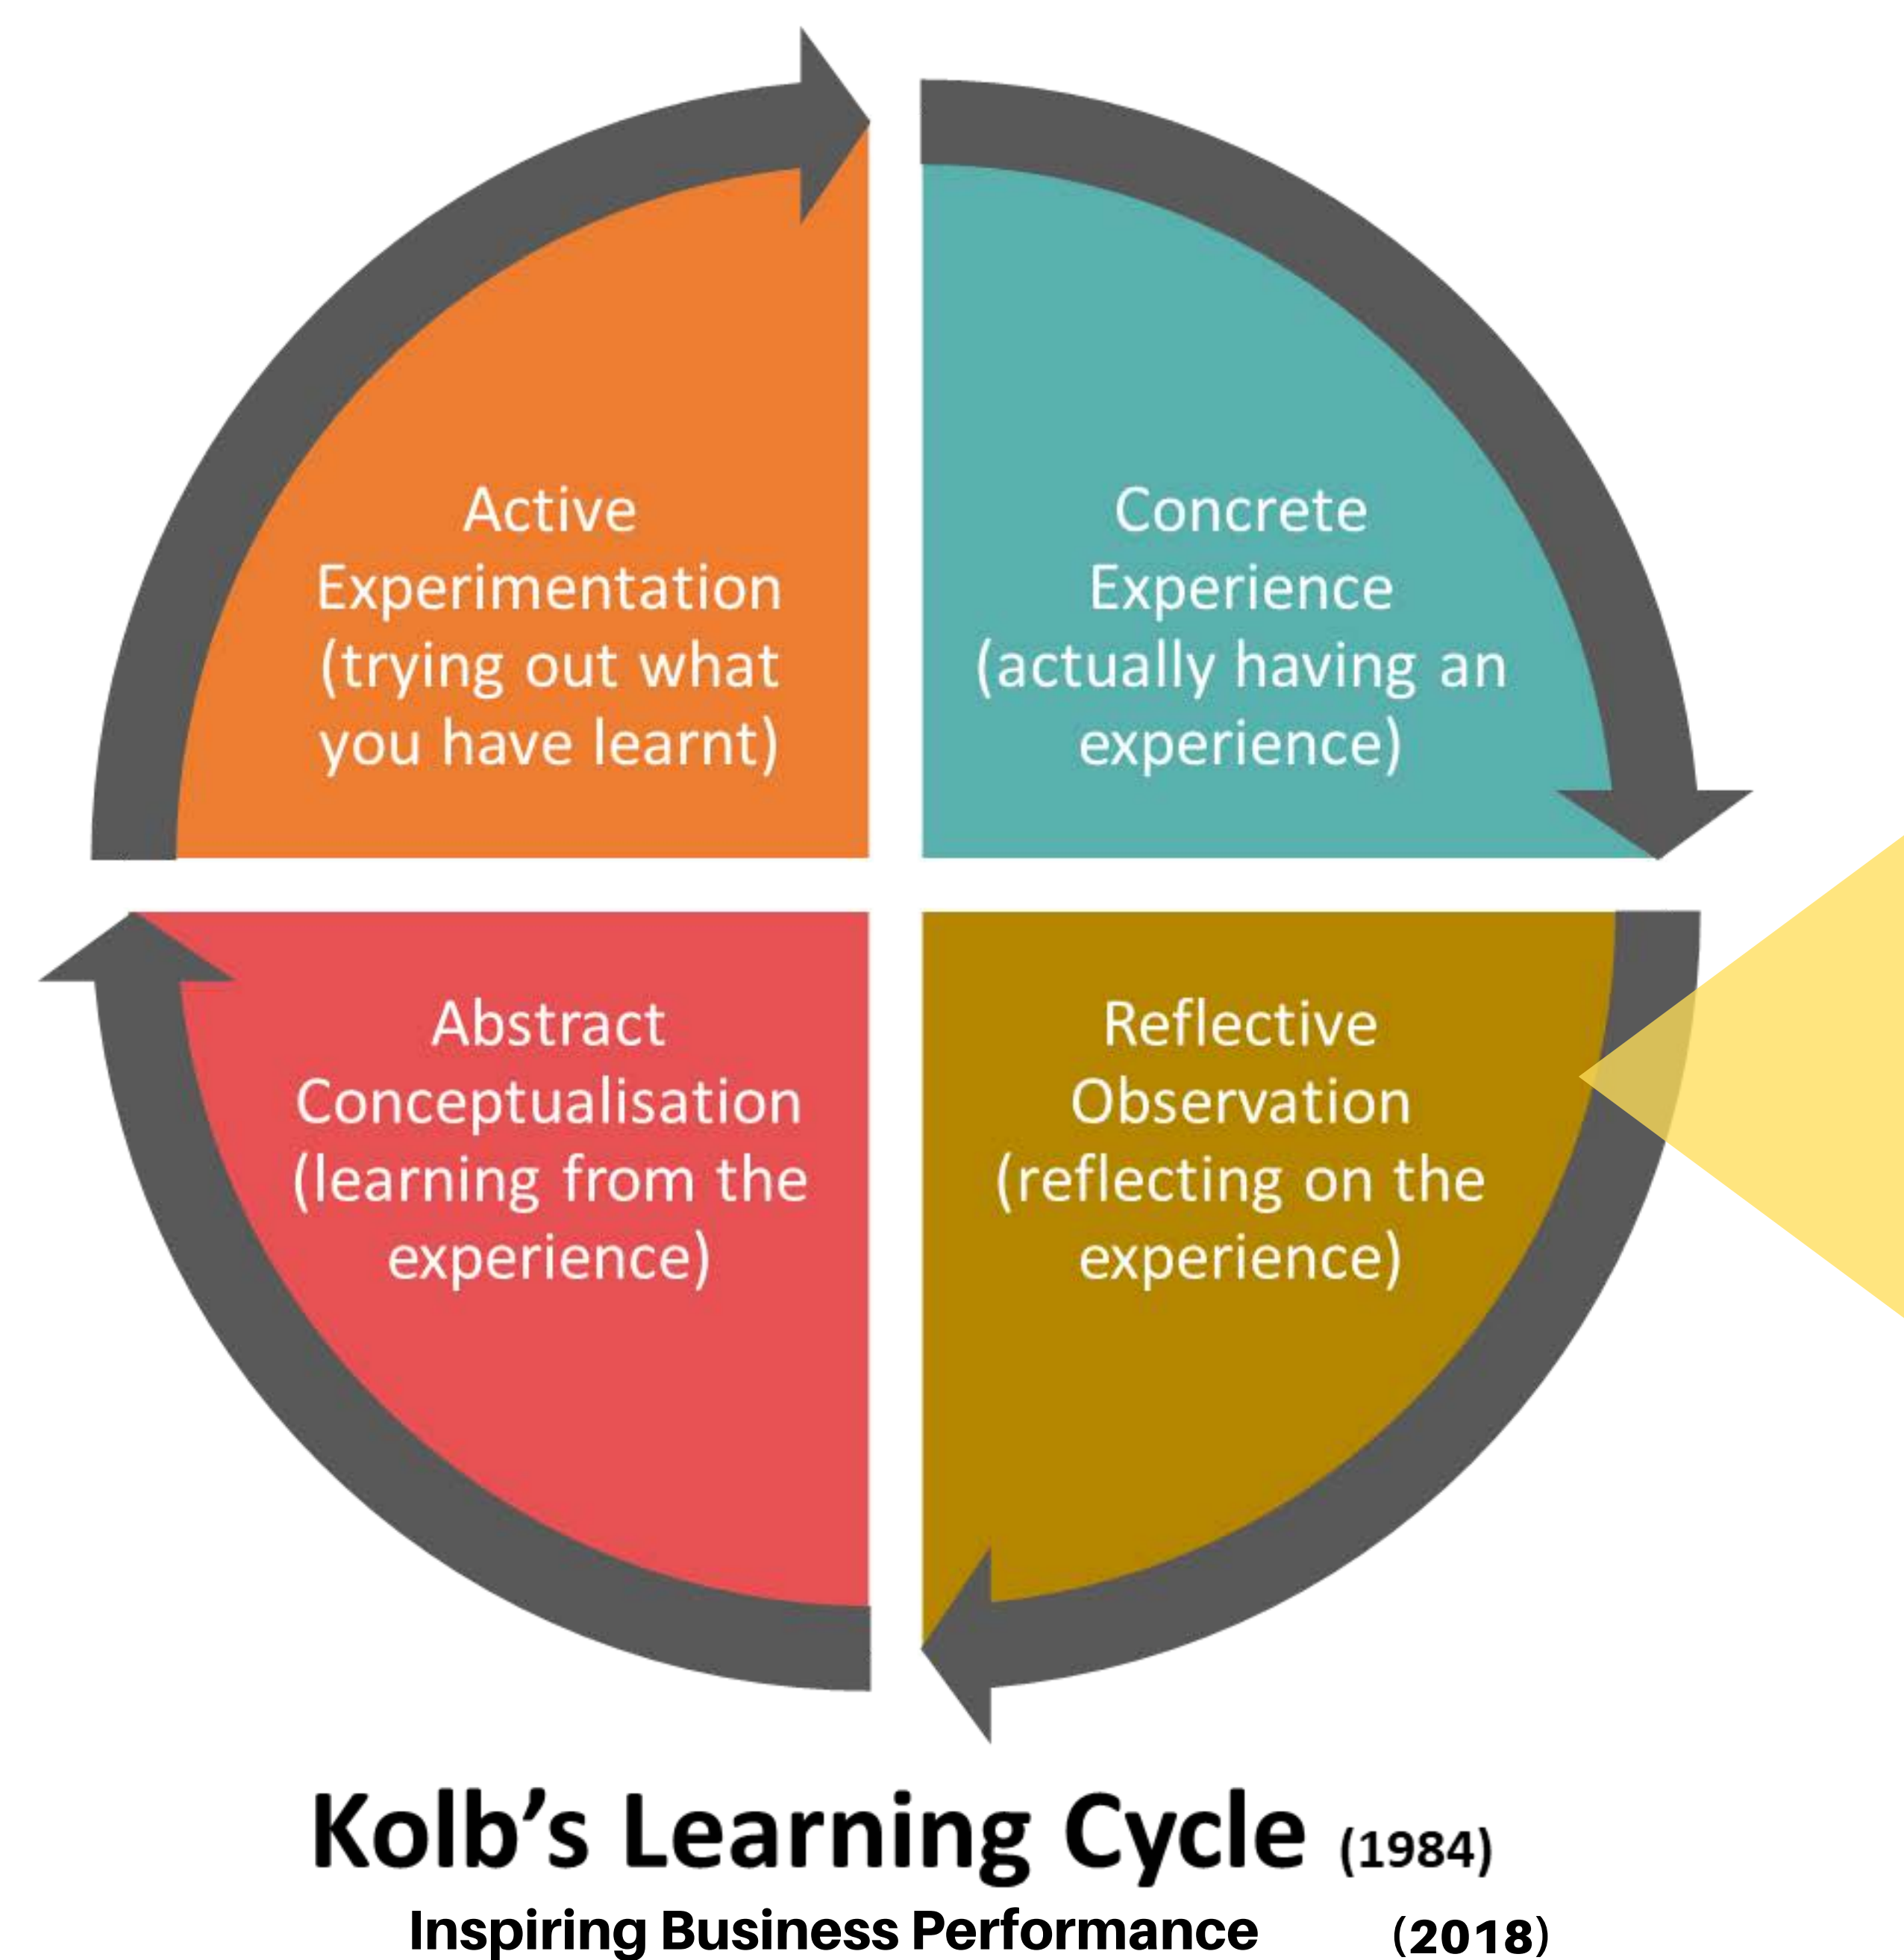 Active
Experimentation
(trying out what
you have learnt)
Concrete
Experience
(actually having an
experience)
Abstract
Conceptualisation
(learning from the
experience)
Reflective
Observation
(reflecting on the
experience)
Kolb’s Learning Cycle (1984)
Inspiring Business Performance (2018)